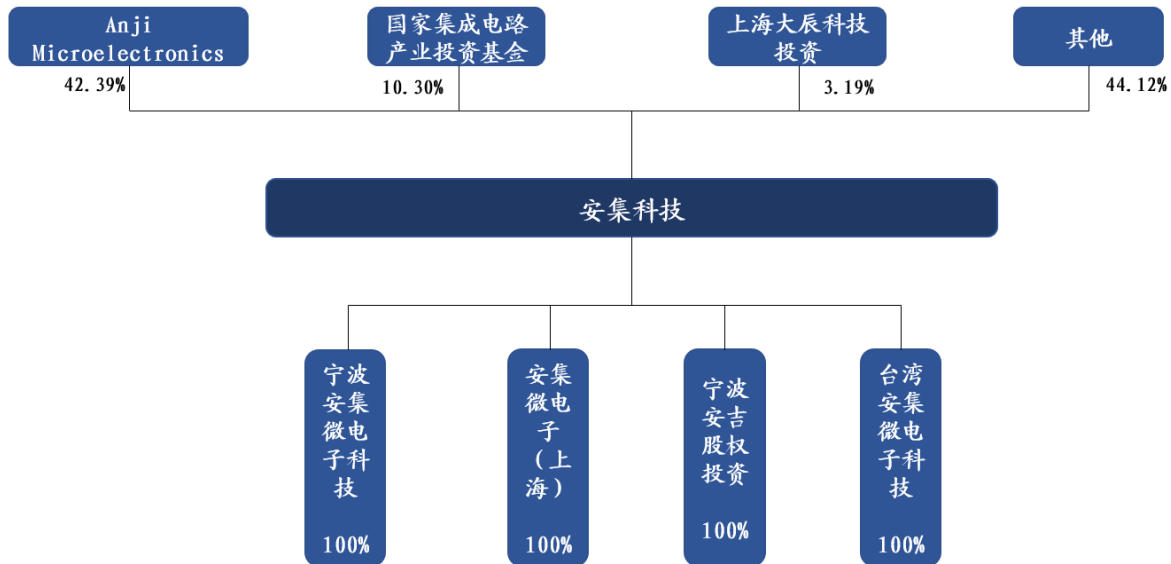 Anji
Microelectronics
国家集成电路
产业投资基金
上海大辰科技
投资
其他
42.39%
10.30%
3.19%
44.12%
安集科技
宁波
安集
微电
子科
技
100%
安集
微电
子
（上
海）
100%
宁波
安吉
股权
投资
100%
台湾
安集
微电
子科
技
100%